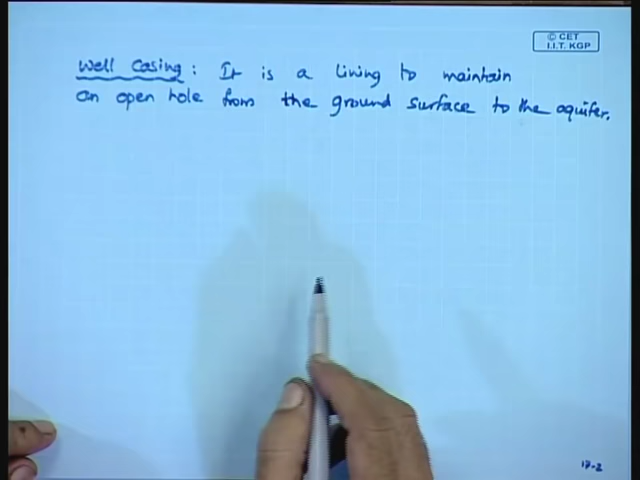 © CET
I.I.T. KGP
Well Casing : It is a lining to maintain
an open hole from the ground surface to the aquifer.
17-2